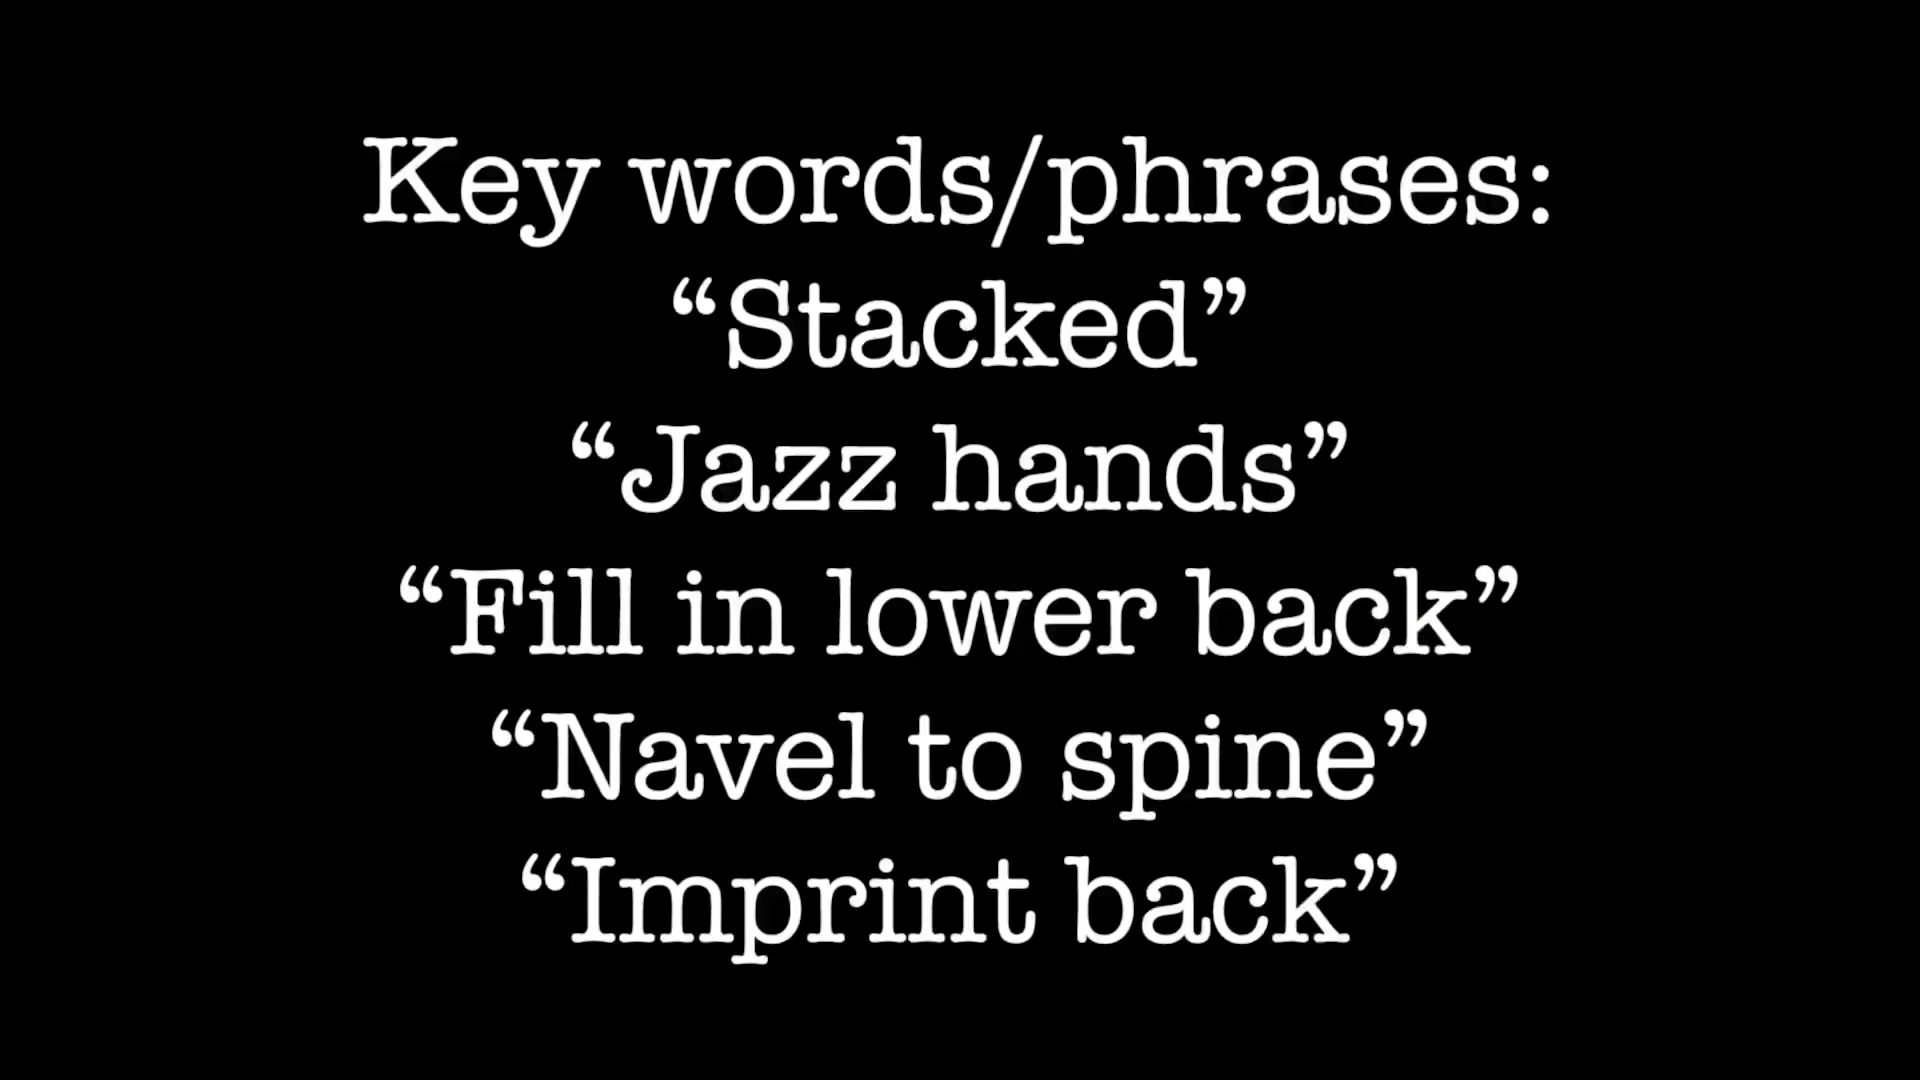 Key words/phrases:
“Stacked”
“Jazz hands”
“Fill in lower back”
“Navel to spine”
“Imprint back”